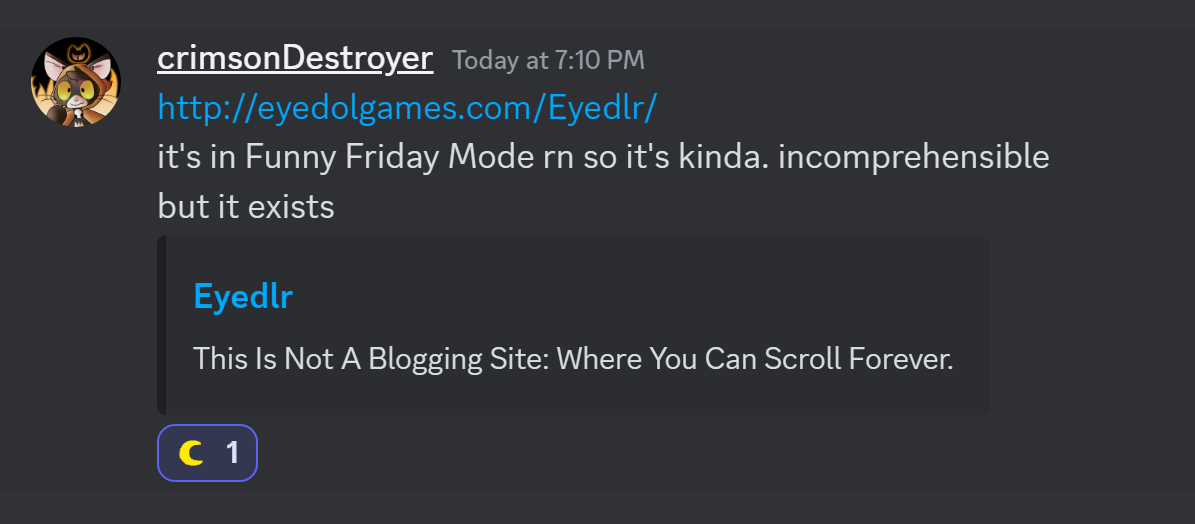 crimsonDestroyer Today at 7:10 PM
http://eyedolgames.com/Eyedlr/
it's in Funny Friday Mode rn so it's kinda. incomprehensible
but it exists
Eyedlr
This Is Not A Blogging Site: Where You Can Scroll Forever.
1